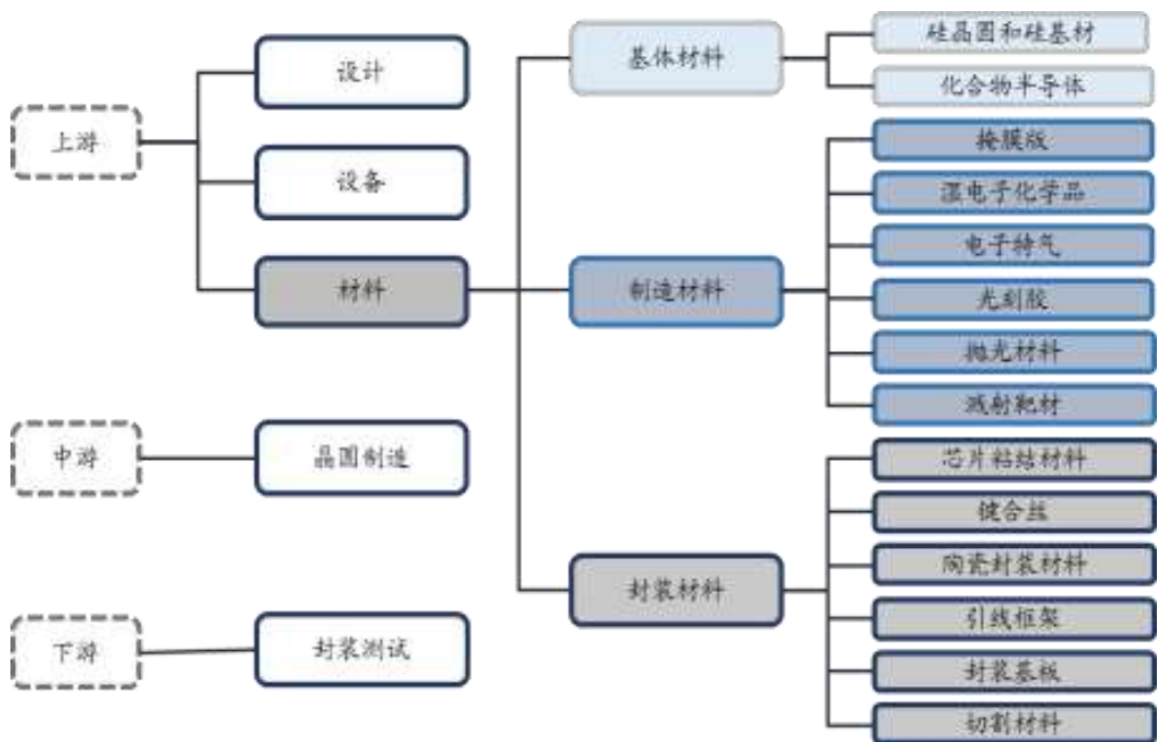 上游
设计
设备
材料
基体材料
硅晶圆和硅基材
化合物半导体
制造材料
掩膜版
湿电子化学品
电子特气
光刻胶
抛光材料
溅射靶材
封装材料
芯片粘结材料
键合丝
陶瓷封装材料
引线框架
封装基板
切割材料
中游
晶圆制造
下游
封装测试